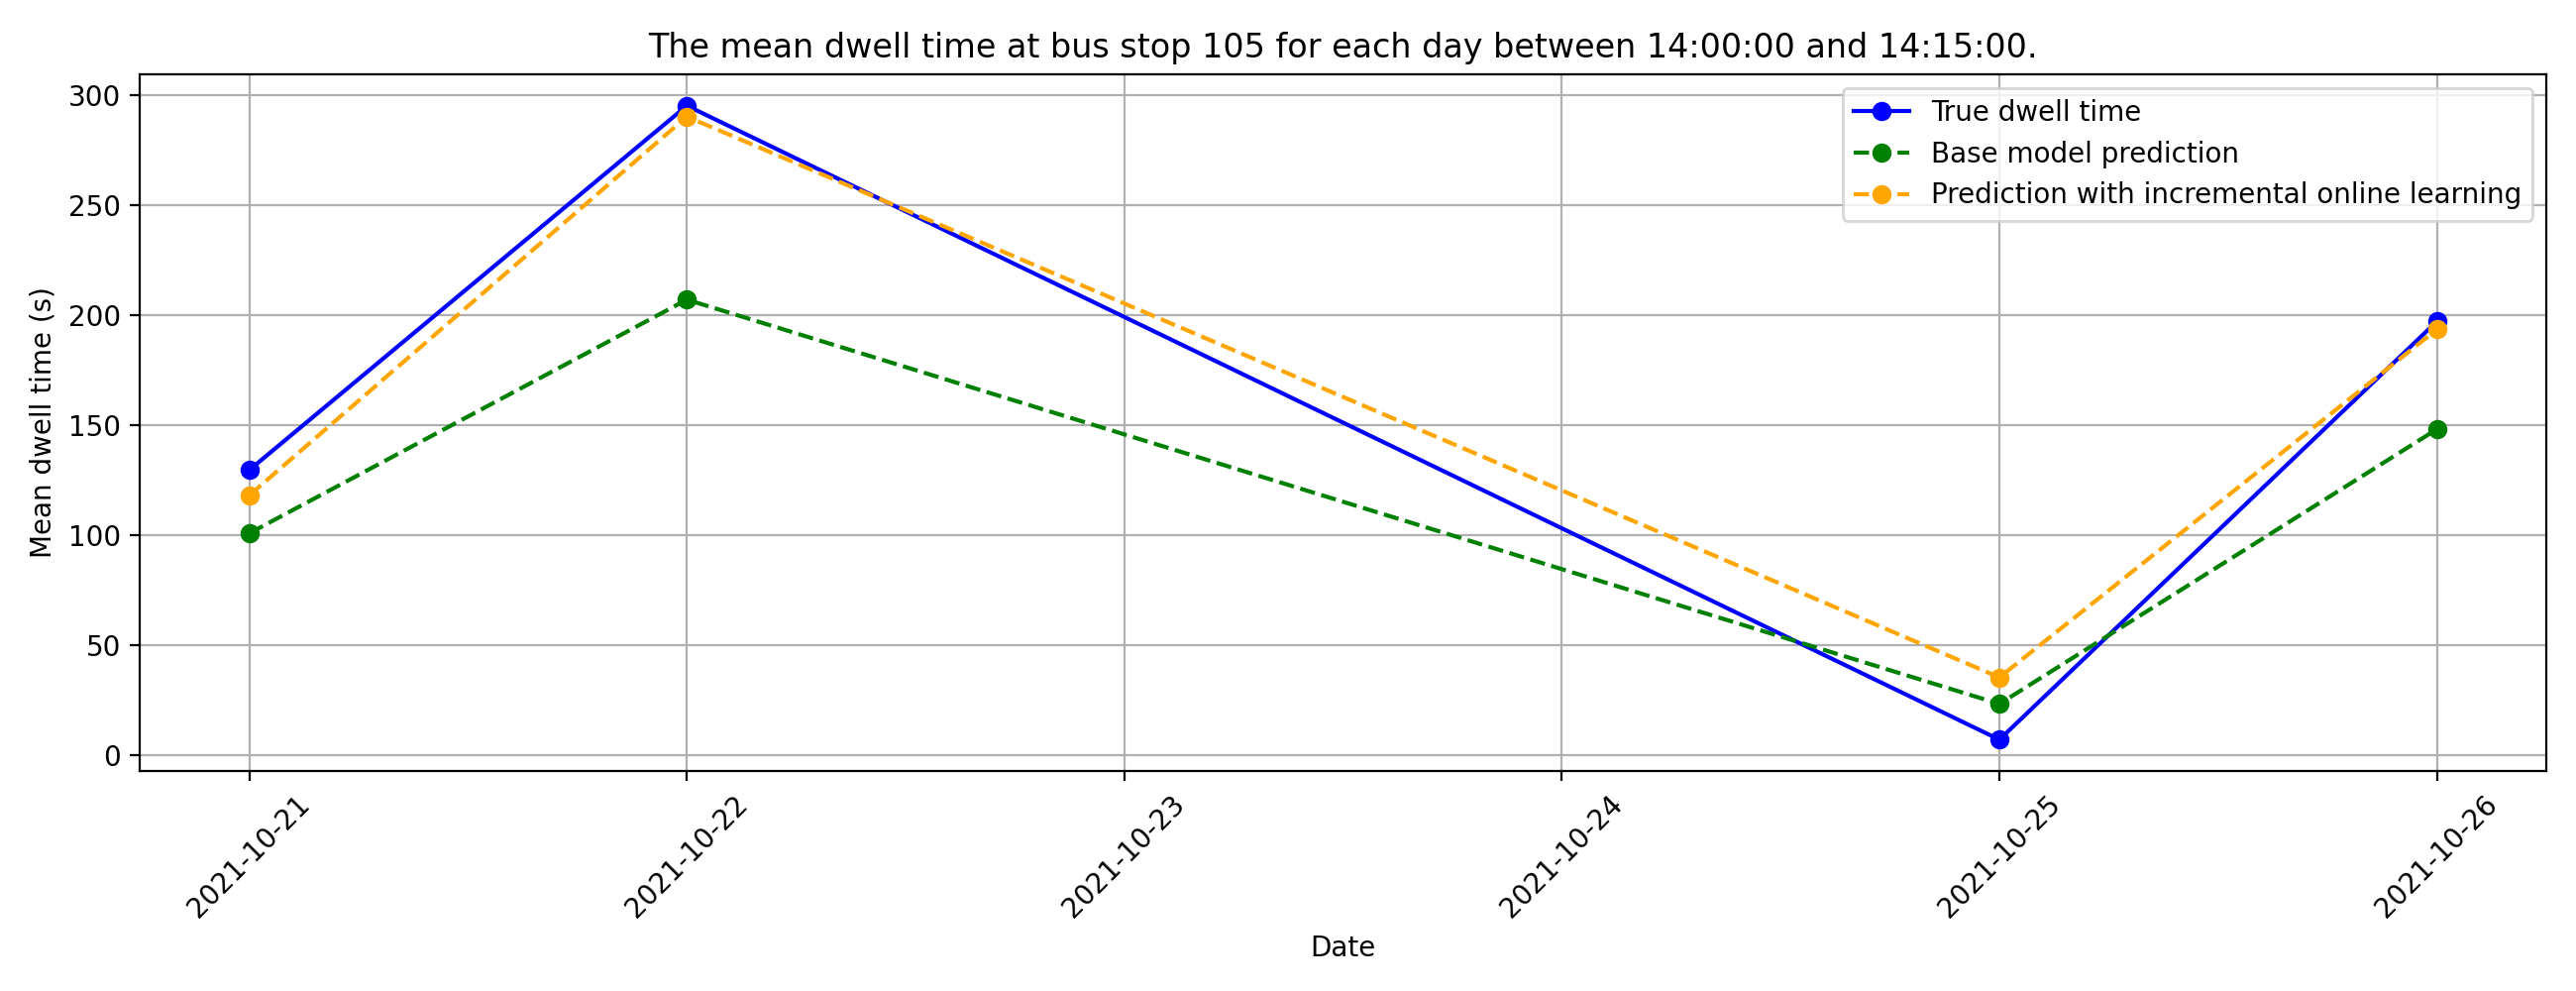 The mean dwell time at bus stop 105 for each day between 14:00:00 and 14:15:00.
300
250
200
150
100
50
0
Mean dwell time (s)
True dwell time
Base model prediction
Prediction with incremental online learning
2021-10-21
2021-10-22
2021-10-23
2021-10-24
2021-10-25
2021-10-26
Date